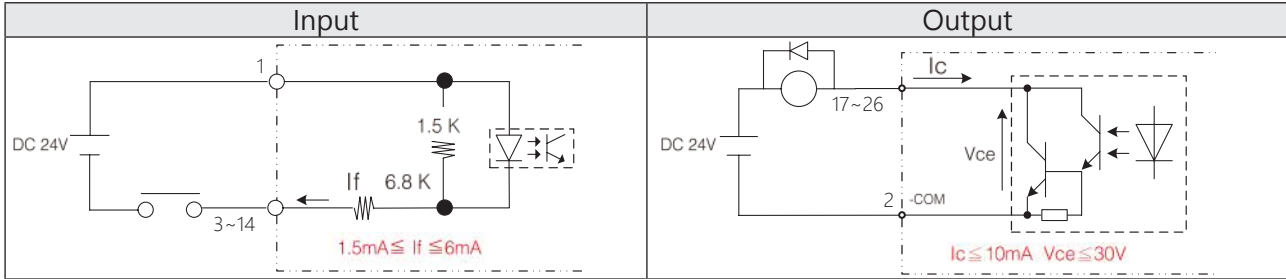 Input
Output
1
1.5 K
DC 24V
If
6.8 K
3~14
1.5mA≦ If ≦6mA
Ic
17~26
DC 24V
Vce
2
-COM
Ic≦10mA Vce≦30V